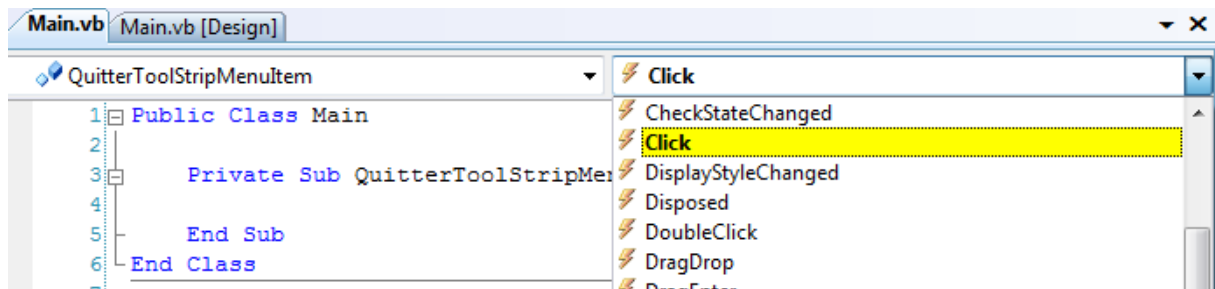 Main.vb Main.vb [Design]
QuitterToolStripMenuItem Click
1 Public Class Main
2
3 Private Sub QuitterToolStripMe
4
5 End Sub
6 End Class
CheckStateChanged
Click
DisplayStyleChanged
Disposed
DoubleClick
DragDrop